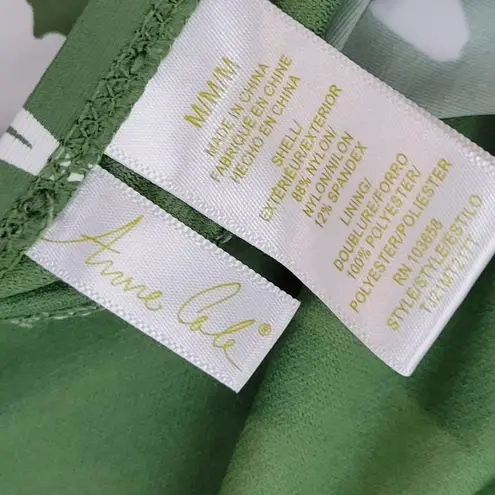 M/M/M
MADE IN CHINA
FABRIQUE EN CHINE
HECHO EN CHINA
SHELL/
EXTERIEUR/EXTERIOR
88% NYLON/
NYLON/NILON
12% SPANDEX
LINING/
DOUBLURE/FORRO
100% POLYESTER/
POLYESTER/POLIESTER
RN 103658
STYLE/STYLE/ESTILO
Anne Cole®